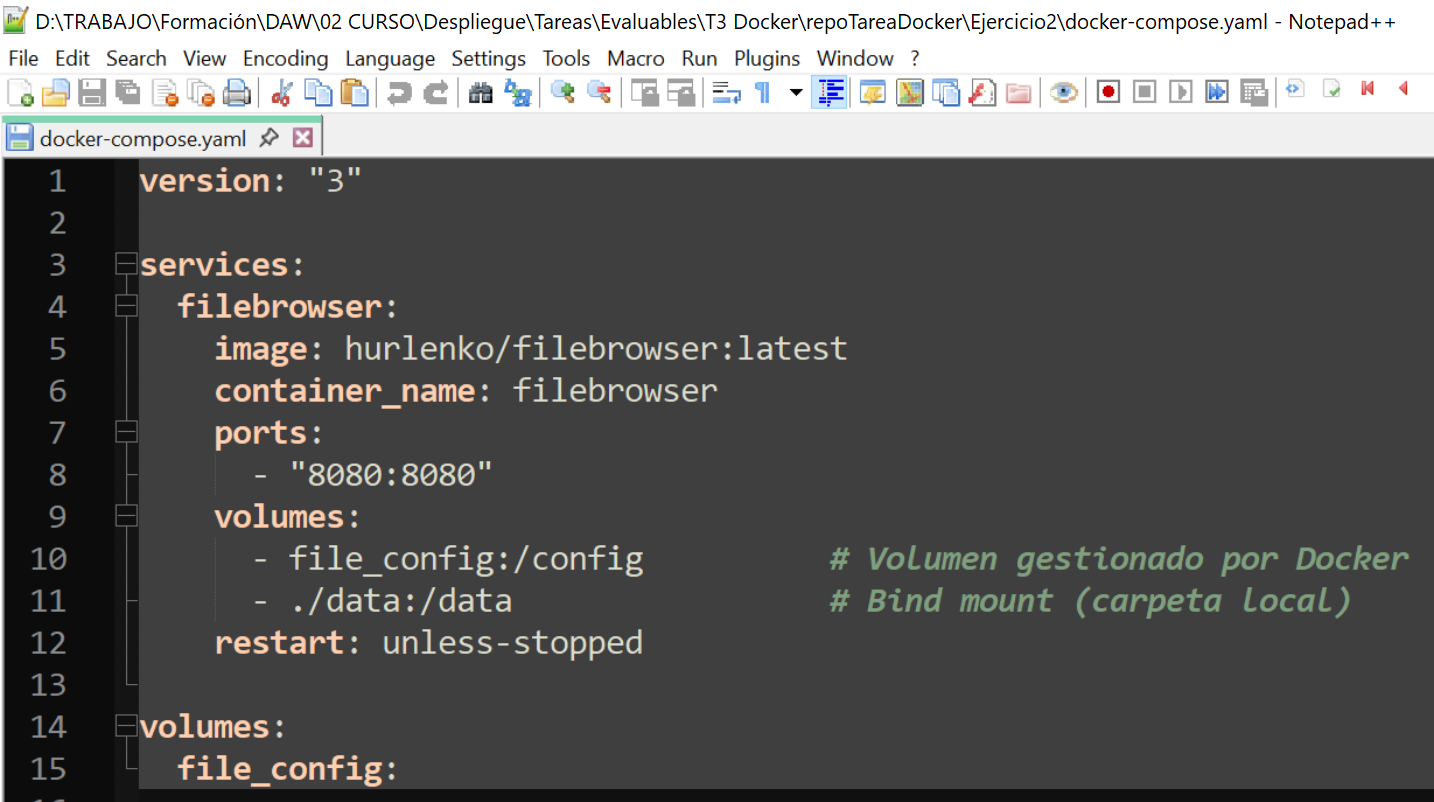 D:\TRABAJO\Formación\DAW\02 CURSO\Despliegue\Tareas\Evaluables\T3 Docker\repoTareaDocker\Ejercicio2\docker-compose.yaml - Notepad++
File Edit Search View Encoding Language Settings Tools Macro Run Plugins Window ?
docker-compose.yaml
1 version: "3"
2
3 services:
4   filebrowser:
5     image: hurlenko/filebrowser:latest
6     container_name: filebrowser
7     ports:
8       - "8080:8080"
9     volumes:
10       - file_config:/config          # Volumen gestionado por Docker
11       - ./data:/data                 # Bind mount (carpeta local)
12     restart: unless-stopped
13
14 volumes:
15   file_config: